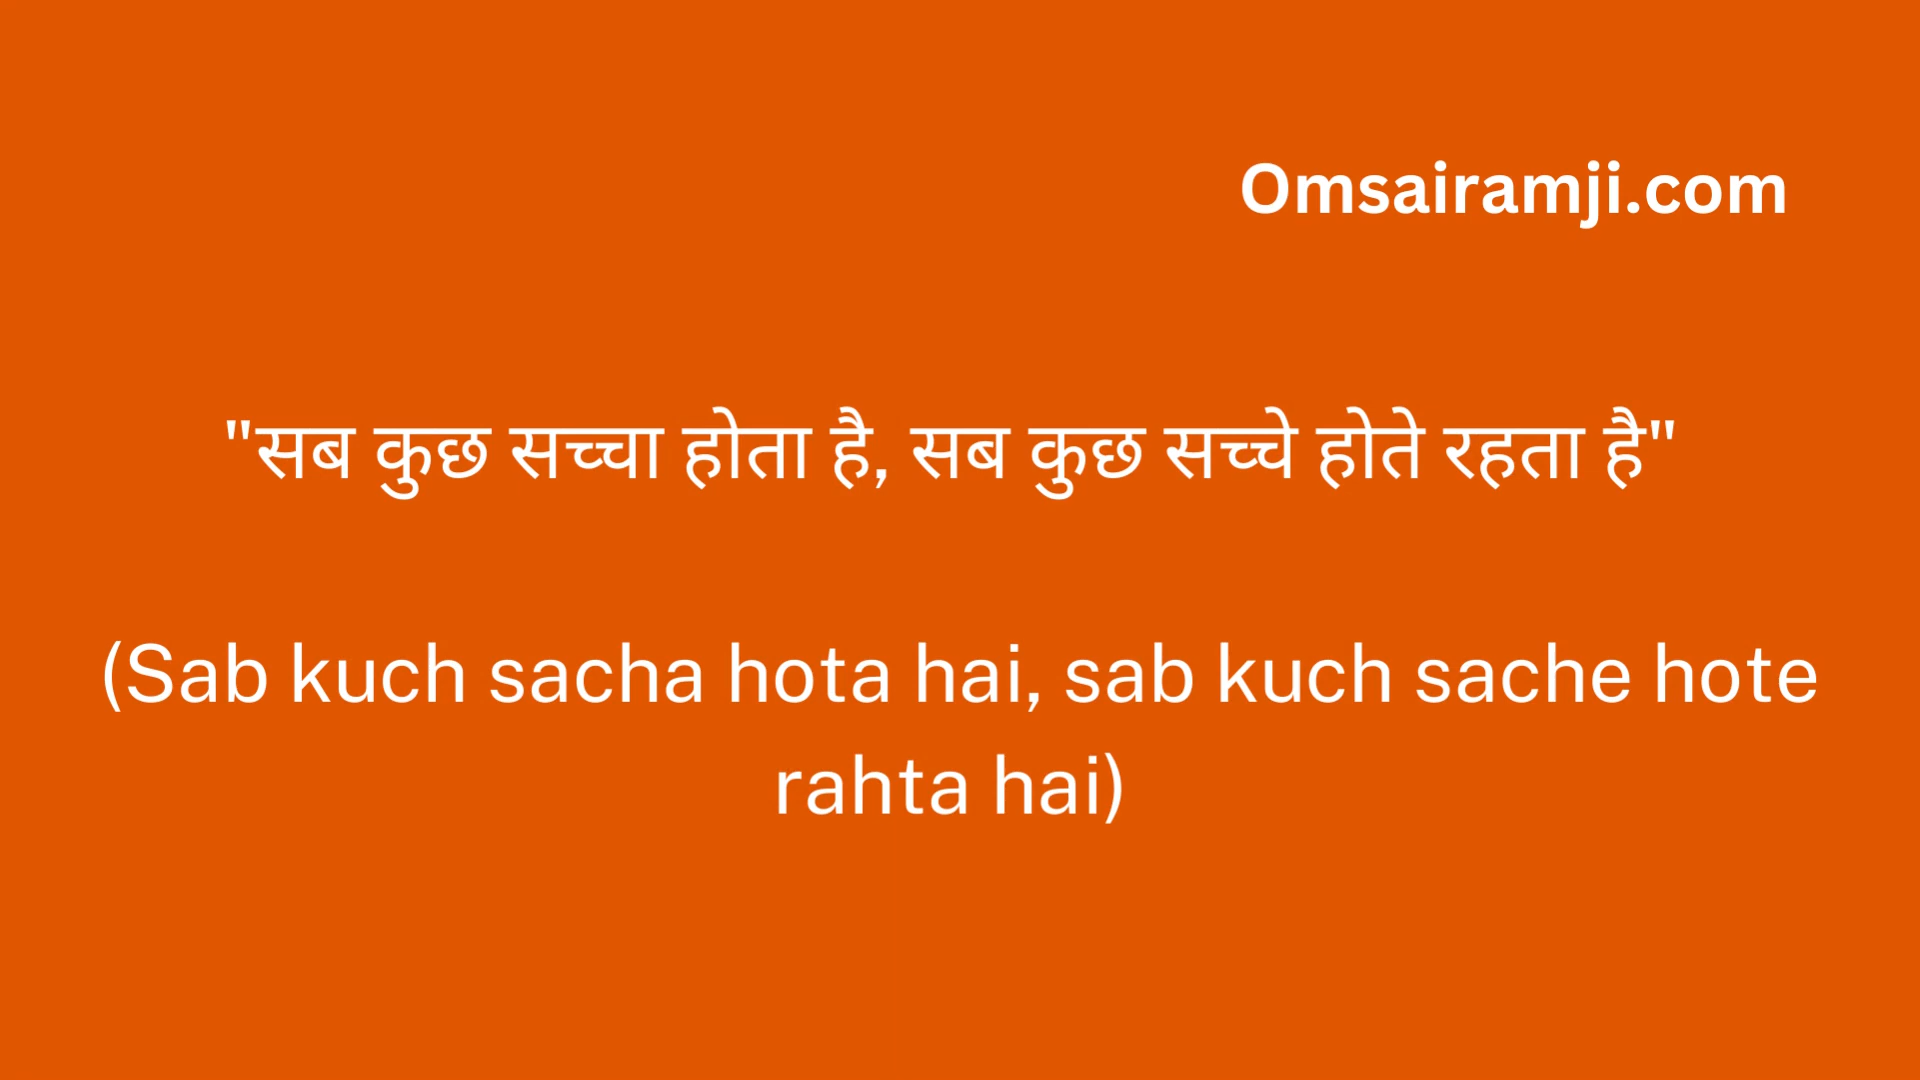 Omsairamji.com
"सब कुछ सच्चा होता है, सब कुछ सच्चे होते रहता है"
(Sab kuch sacha hota hai, sab kuch sache hote
rahta hai)